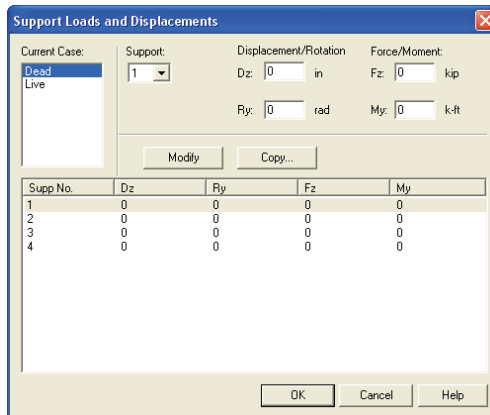 Support Loads and Displacements
Current Case:
Dead
Live
Support:
1
Displacement/Rotation
Dz: 0 in
Ry: 0 rad
Force/Moment:
Fz: 0 kip
My: 0 k-ft
Modify Copy...
Supp No. Dz Ry Fz My
1 0 0 0 0
2 0 0 0 0
3 0 0 0 0
4 0 0 0 0
OK Cancel Help